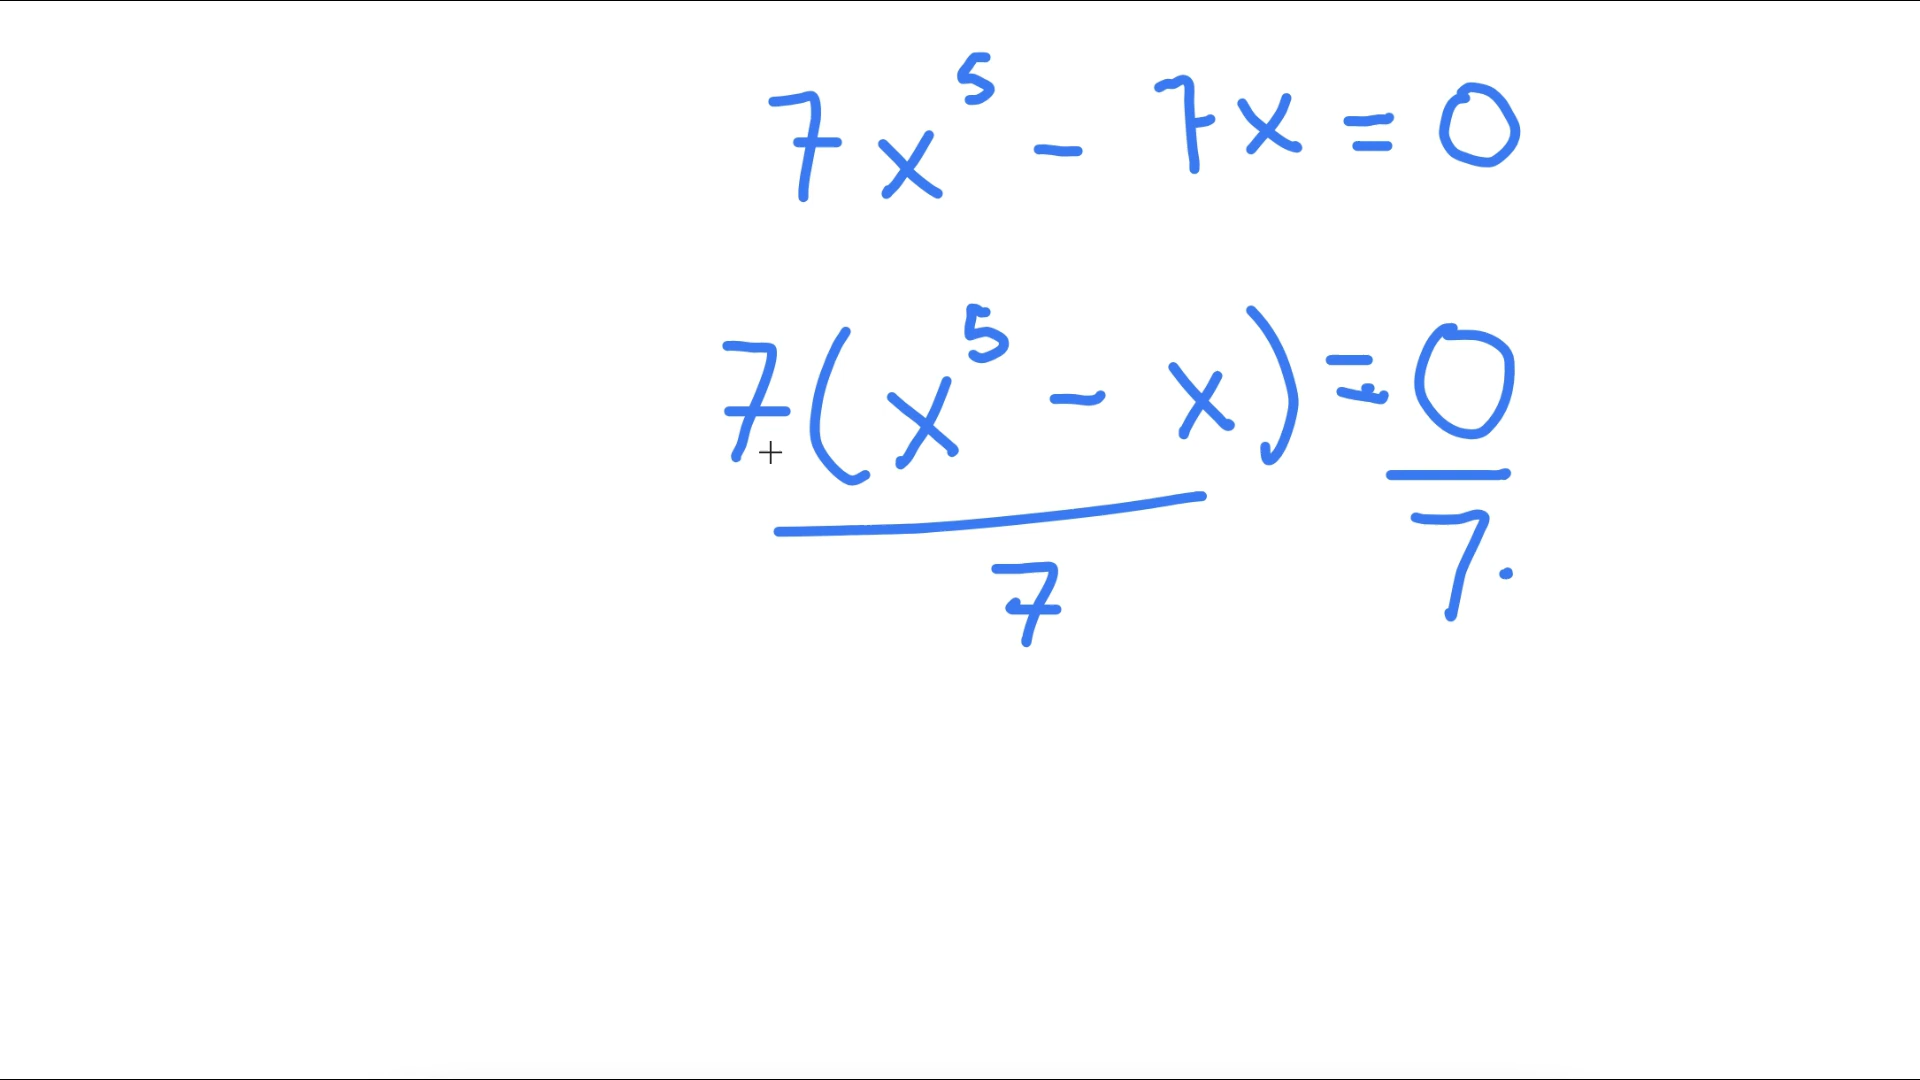 7x⁵ - 7x = 0
7(x⁵ - x) = 0
7 7.